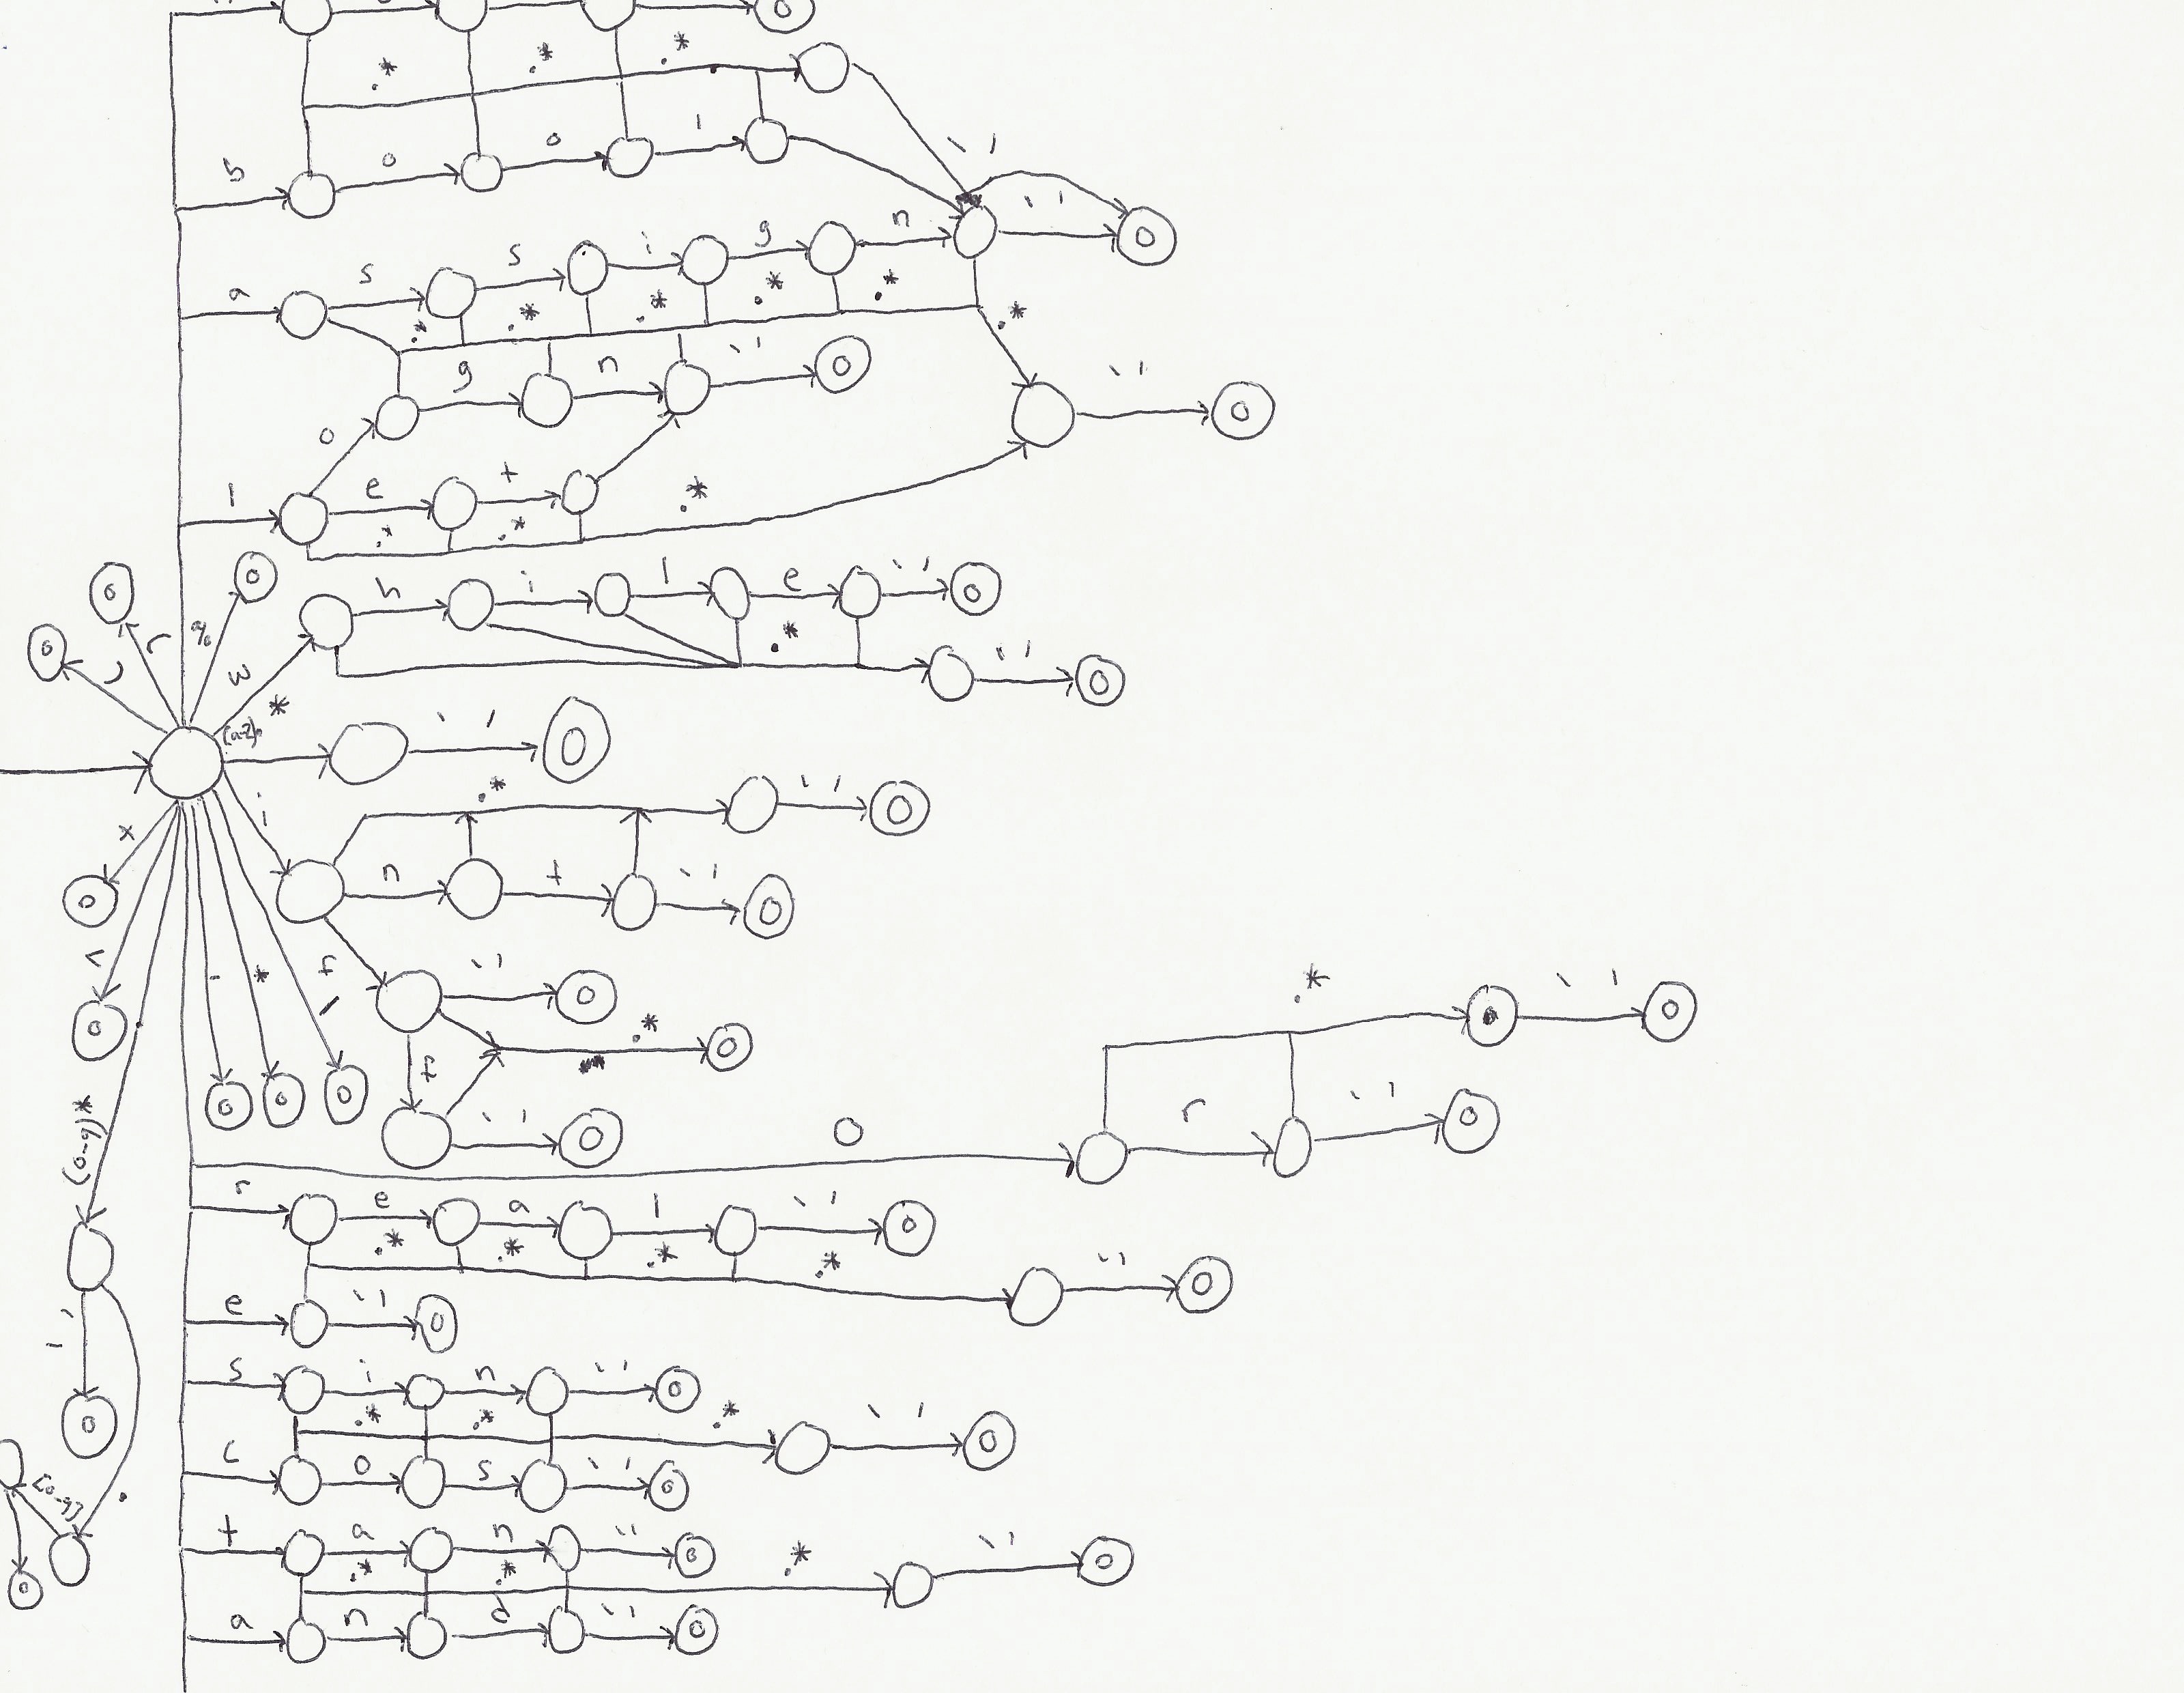 .* .* .*
b o o l ' '
a s s i g n ' '
.* .* .* .* .* .*
o g n ' ' ' '
l e t .*
.* .*
% w h i l e ' '
.* ' '
(a-z).* ' '
.* ' '
i n t ' '
f ' '
.*
f ' '
+ ^ . - * /
o r ' '
.* ' '
(0-9)*
r e a l ' '
.* .* .* .* ' '
e ' '
' '
s i n ' '
.* .* .* ' '
c o s ' '
[0-9] .
t a n ' '
.* .* .* ' '
a n d ' '